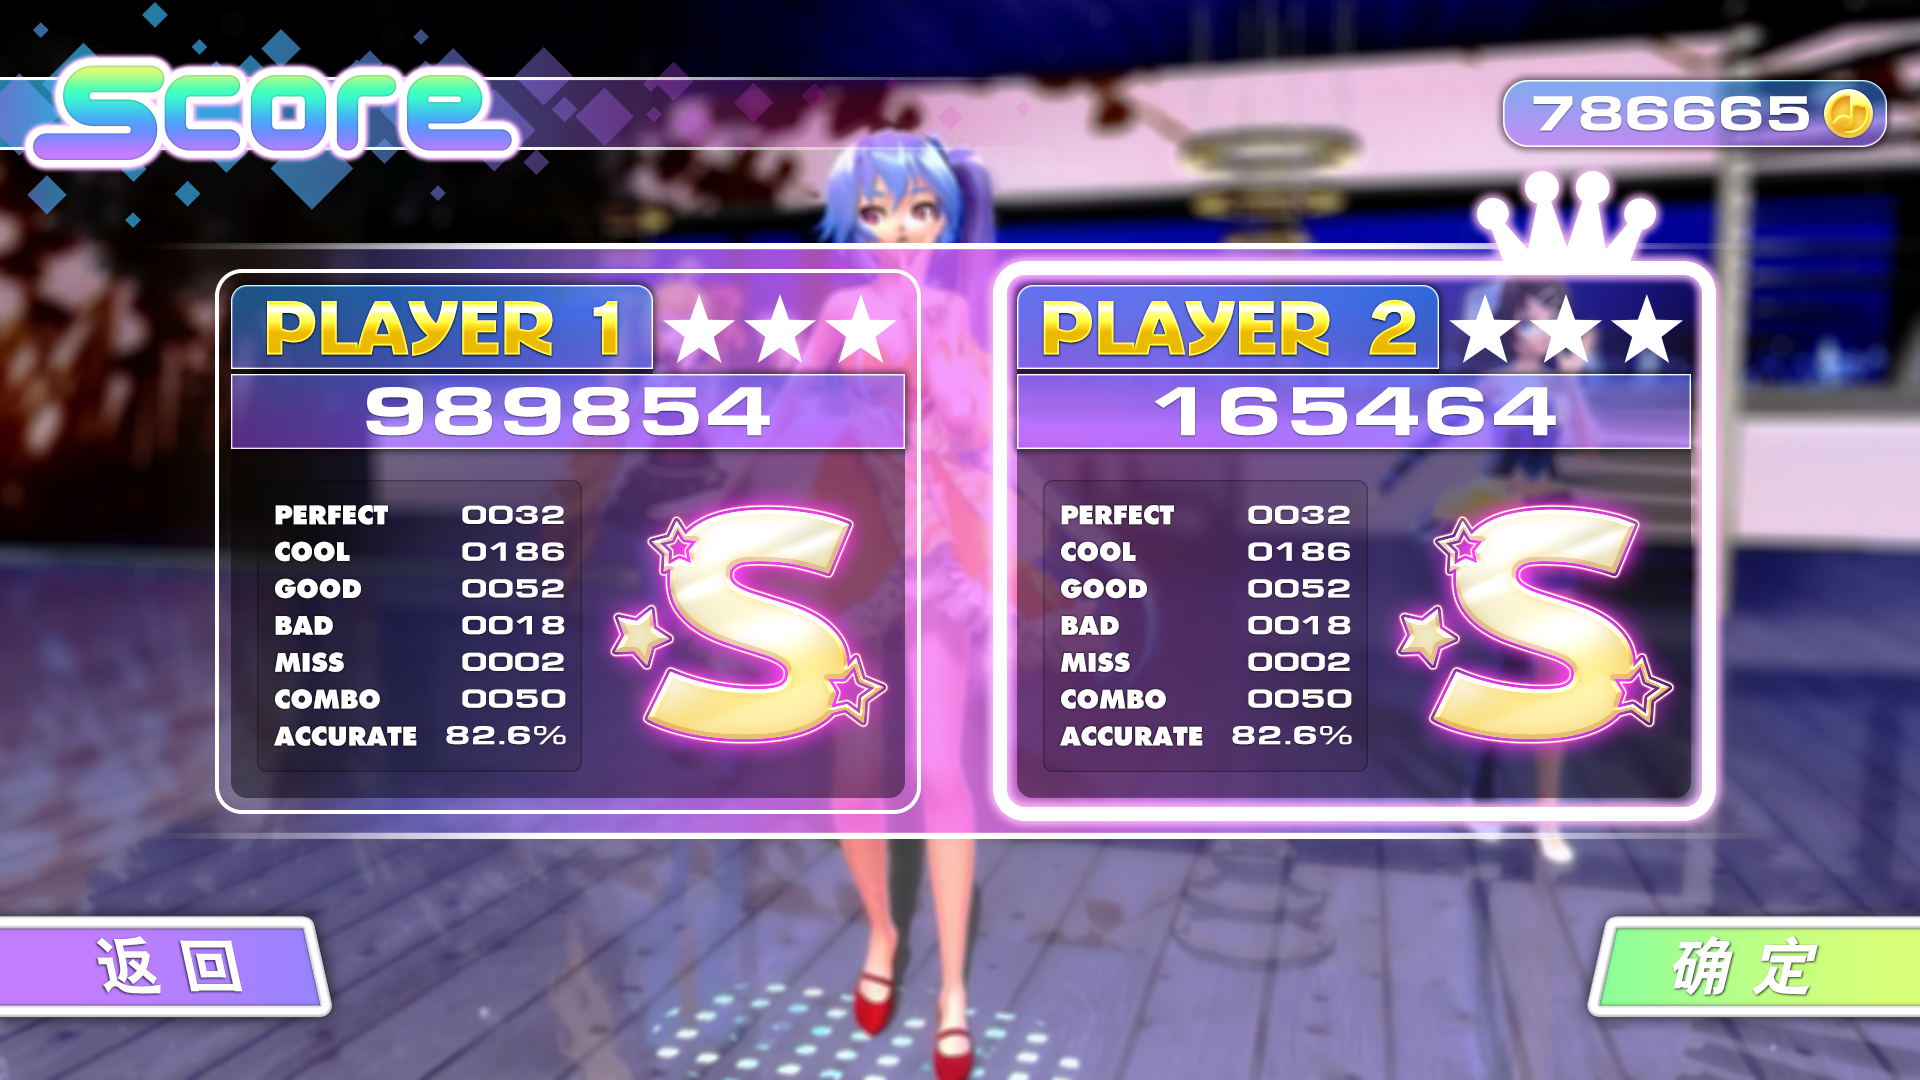 Score
786665
PLAYER 1
989854
PERFECT 0032
COOL 0186
GOOD 0052
BAD 0018
MISS 0002
COMBO 0050
ACCURATE 82.6%
S
PLAYER 2
165464
PERFECT 0032
COOL 0186
GOOD 0052
BAD 0018
MISS 0002
COMBO 0050
ACCURATE 82.6%
S
返回
确定